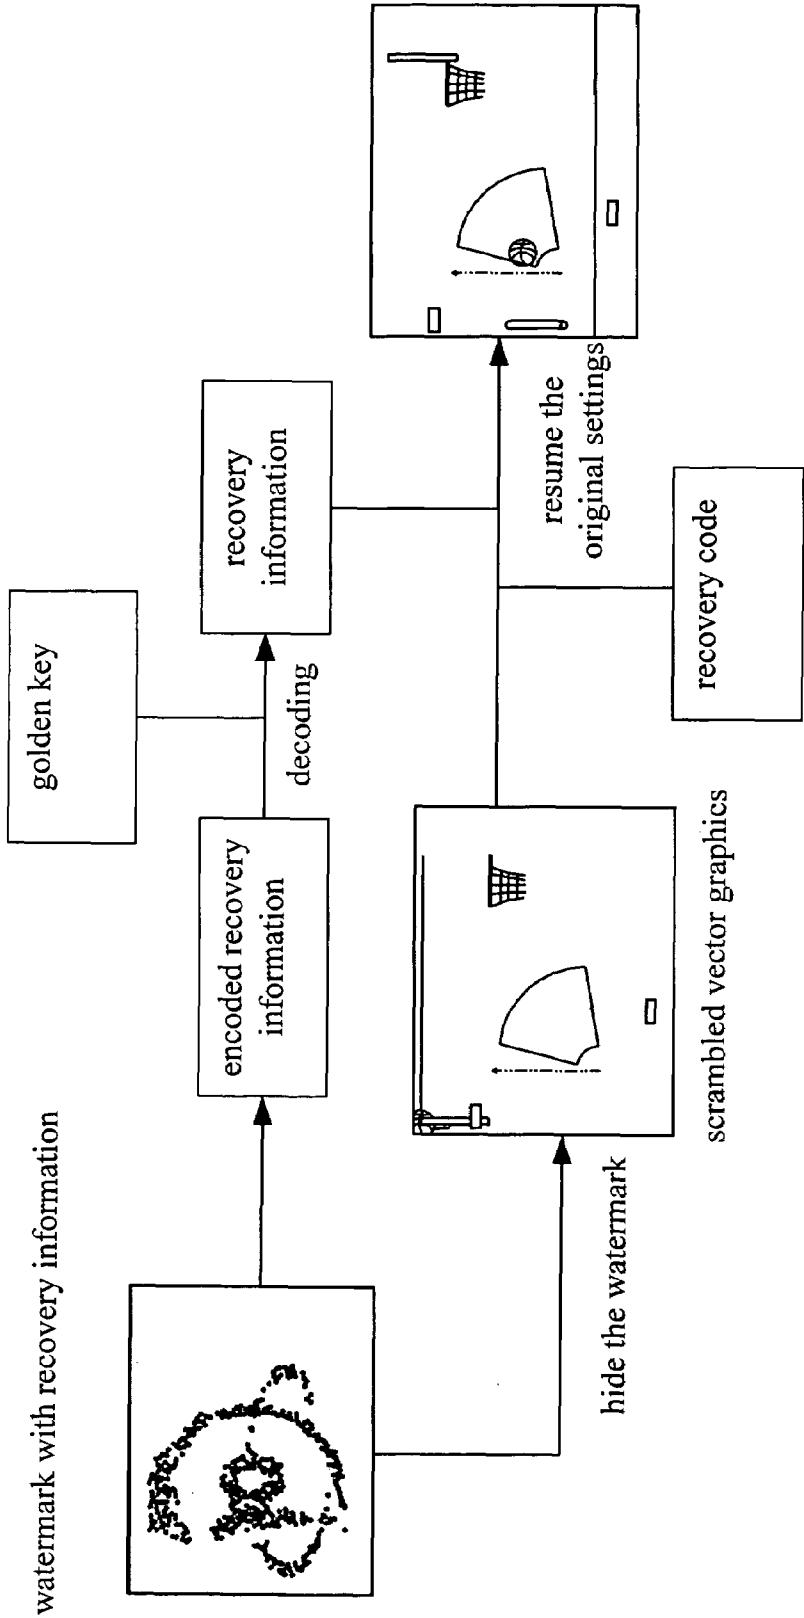 watermark with recovery information
golden key
encoded recovery
information
decoding
recovery
information
hide the watermark
scrambled vector graphics
resume the
original settings
recovery code